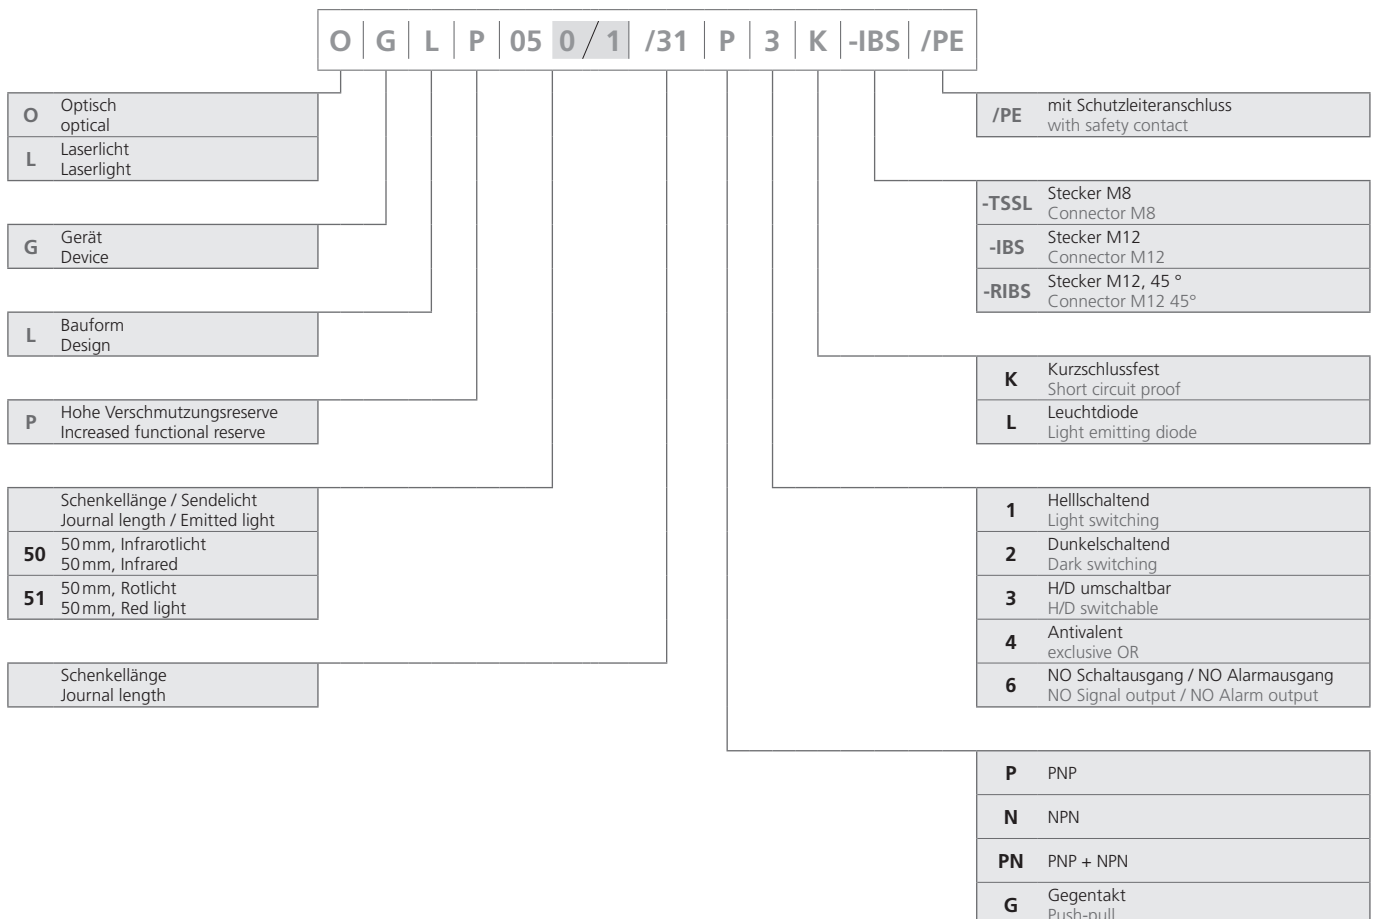 O G L P 05 0 / 1 /31 P 3 K -IBS /PE
O Optisch
optical
L Laserlicht
Laserlight
G Gerät
Device
L Bauform
Design
P Hohe Verschmutzungsreserve
Increased functional reserve
Schenkellänge / Sendelicht
Journal length / Emitted light
50 50 mm, Infrarotlicht
50 mm, Infrared
51 50 mm, Rotlicht
50 mm, Red light
Schenkellänge
Journal length
/PE mit Schutzleiteranschluss
with safety contact
-TSSL Stecker M8
Connector M8
-IBS Stecker M12
Connector M12
-RIBS Stecker M12, 45 °
Connector M12 45°
K Kurzschlussfest
Short circuit proof
L Leuchtdiode
Light emitting diode
1 Helllschaltend
Light switching
2 Dunkelschaltend
Dark switching
3 H/D umschaltbar
H/D switchable
4 Antivalent
exclusive OR
6 NO Schaltausgang / NO Alarmausgang
NO Signal output / NO Alarm output
P PNP
N NPN
PN PNP + NPN
G Gegentakt
Push-pull